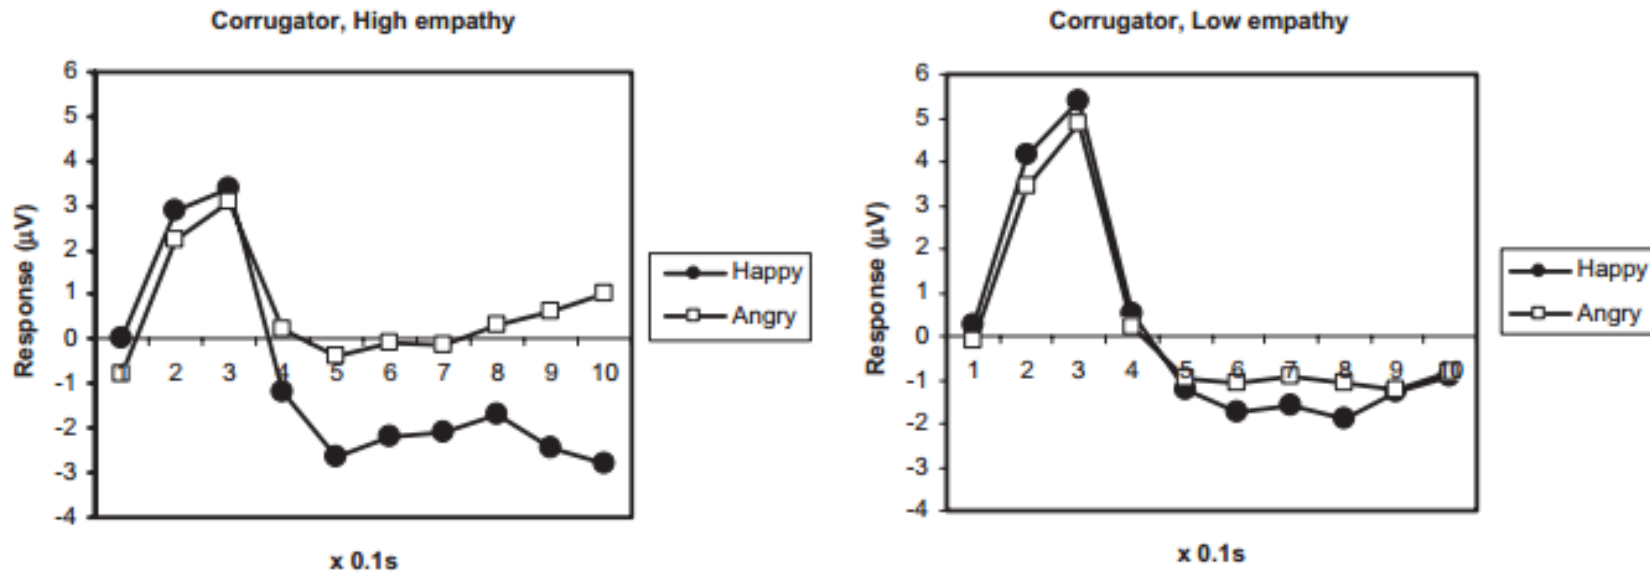 Corrugator, High empathy
6
5
4
3
2
1
0
-1
-2
-3
-4
Response (µV)
1 2 3 4 5 6 7 8 9 10
x 0.1s
Happy
Angry
Corrugator, Low empathy
6
5
4
3
2
1
0
-1
-2
-3
-4
Response (µV)
1 2 3 4 5 6 7 8 9 10
x 0.1s
Happy
Angry